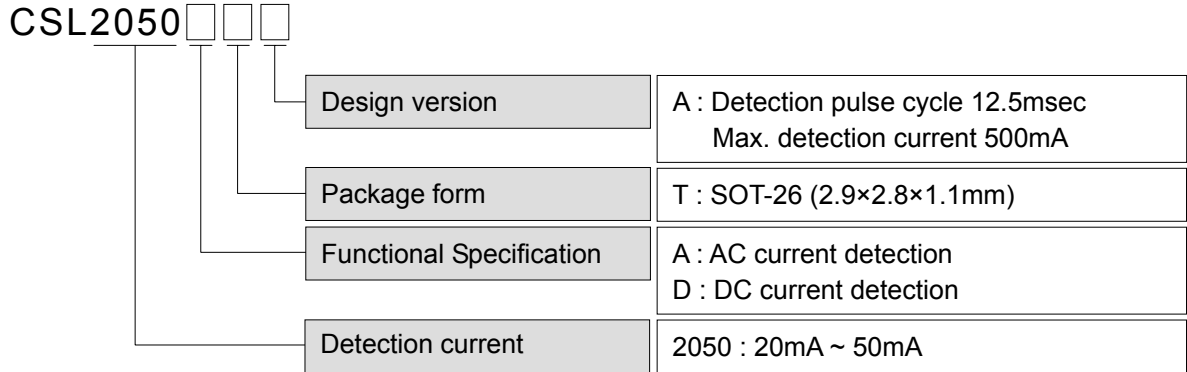 CSL2050□□□
Design version
A : Detection pulse cycle 12.5msec
Max. detection current 500mA
Package form
T : SOT-26 (2.9×2.8×1.1mm)
Functional Specification
A : AC current detection
D : DC current detection
Detection current
2050 : 20mA ~ 50mA